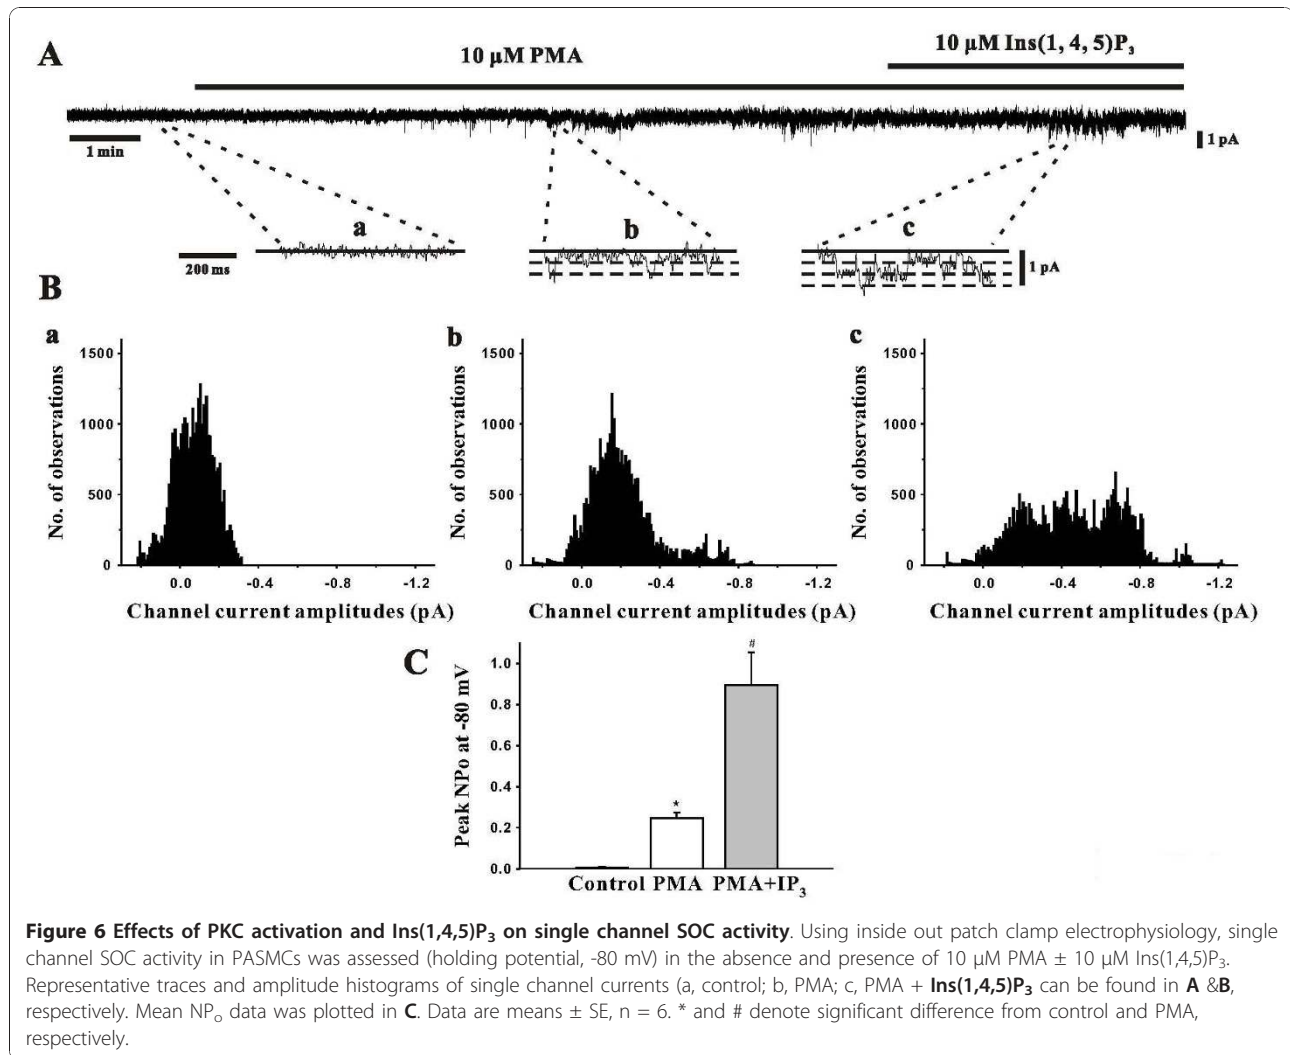 A
10 µM PMA
10 µM Ins(1, 4, 5)P₃
1 min
1 pA
a
b
c
200 ms
1 pA
B
a
b
c
No. of observations
1500
1000
500
0
0.0 -0.4 -0.8 -1.2
Channel current amplitudes (pA)
No. of observations
1500
1000
500
0
0.0 -0.4 -0.8 -1.2
Channel current amplitudes (pA)
No. of observations
1500
1000
500
0
0.0 -0.4 -0.8 -1.2
Channel current amplitudes (pA)
C
Peak NPo at -80 mV
1.0
0.8
0.6
0.4
0.2
0.0
*
#
Control PMA PMA+IP₃
Figure 6 Effects of PKC activation and Ins(1,4,5)P₃ on single channel SOC activity. Using inside out patch clamp electrophysiology, single
channel SOC activity in PASMCs was assessed (holding potential, -80 mV) in the absence and presence of 10 µM PMA ± 10 µM Ins(1,4,5)P₃.
Representative traces and amplitude histograms of single channel currents (a, control; b, PMA; c, PMA + Ins(1,4,5)P₃ can be found in A &B,
respectively. Mean NPₒ data was plotted in C. Data are means ± SE, n = 6. * and # denote significant difference from control and PMA,
respectively.